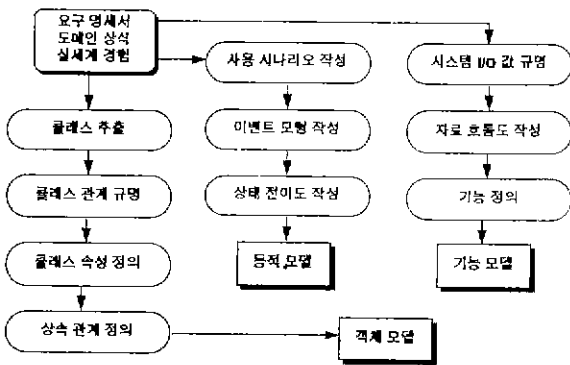 요구 명세서
도메인 상식
실세계 경험
사용 시나리오 작성
시스템 I/O 값 규명
클래스 추출
이벤트 모형 작성
자료 흐름도 작성
클래스 관계 규명
상태 전이도 작성
기능 정의
클래스 속성 정의
동적 모델
기능 모델
상속 관계 정의
객체 모델